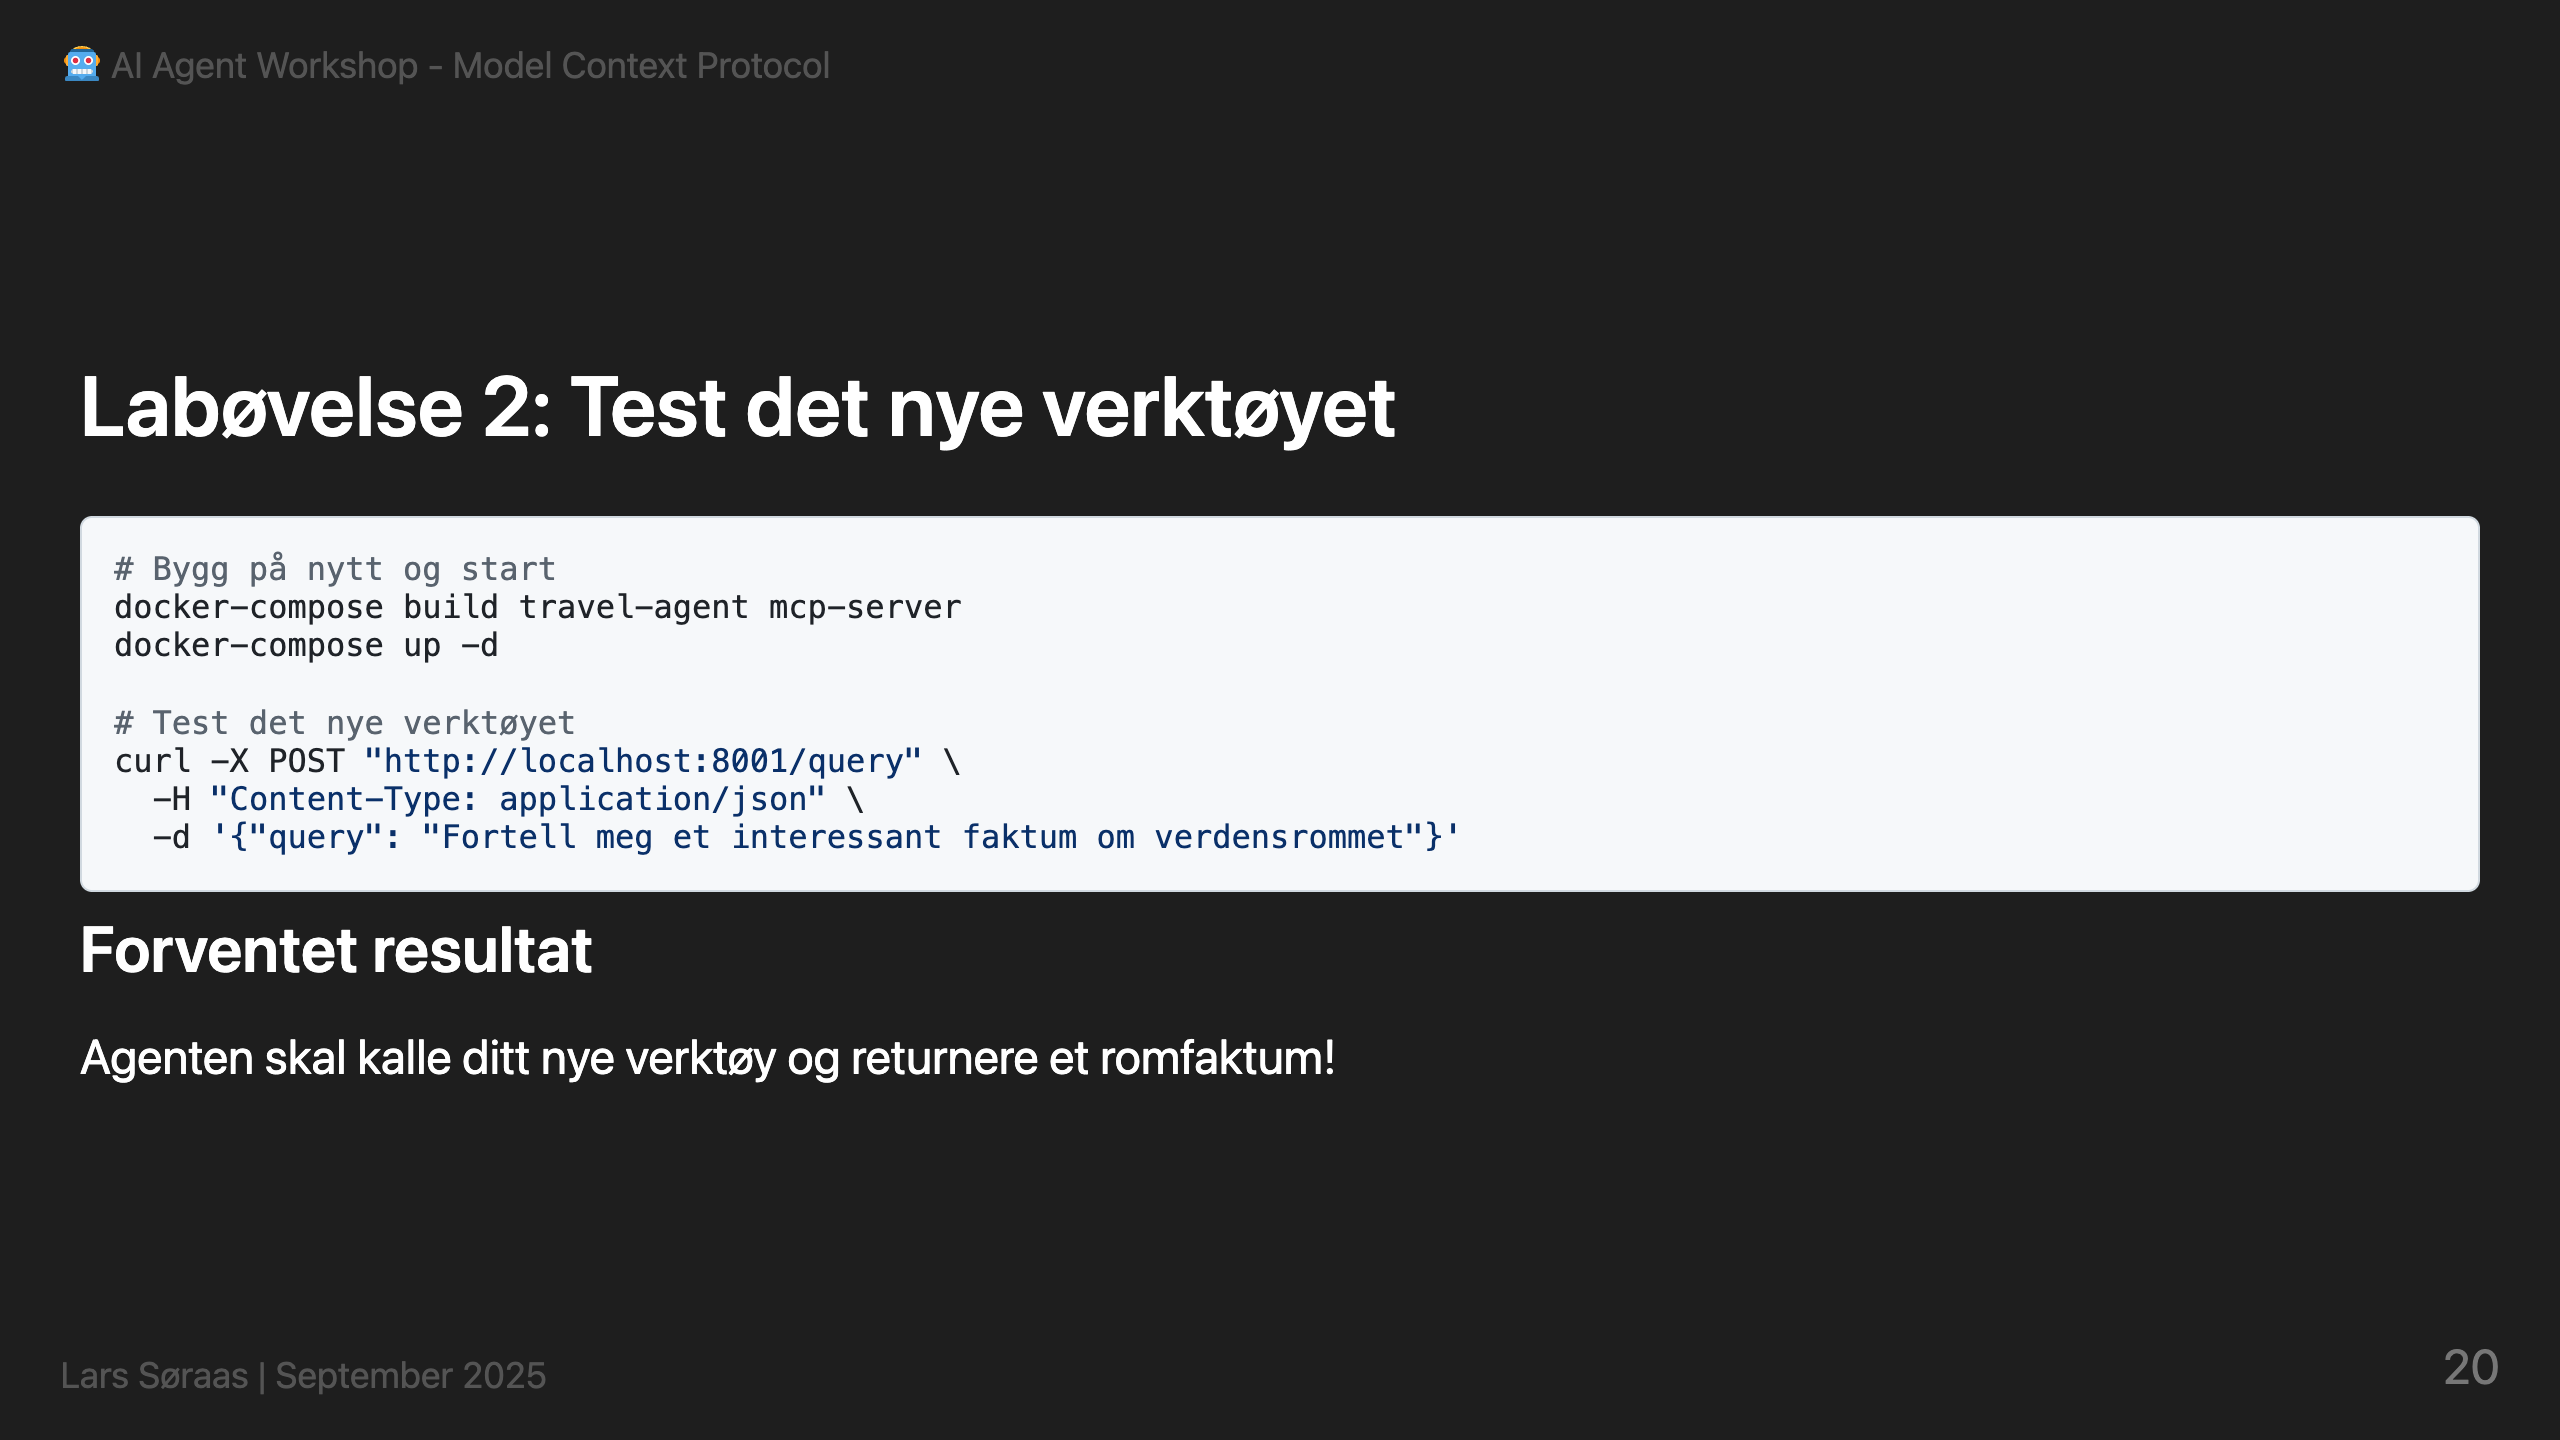 AI Agent Workshop - Model Context Protocol
Labøvelse 2: Test det nye verktøyet
# Bygg på nytt og start
docker-compose build travel-agent mcp-server
docker-compose up -d
# Test det nye verktøyet
curl -X POST "http://localhost:8001/query" \
  -H "Content-Type: application/json" \
  -d '{"query": "Fortell meg et interessant faktum om verdensrommet"}'
Forventet resultat
Agenten skal kalle ditt nye verktøy og returnere et romfaktum!
Lars Søraas | September 2025
20